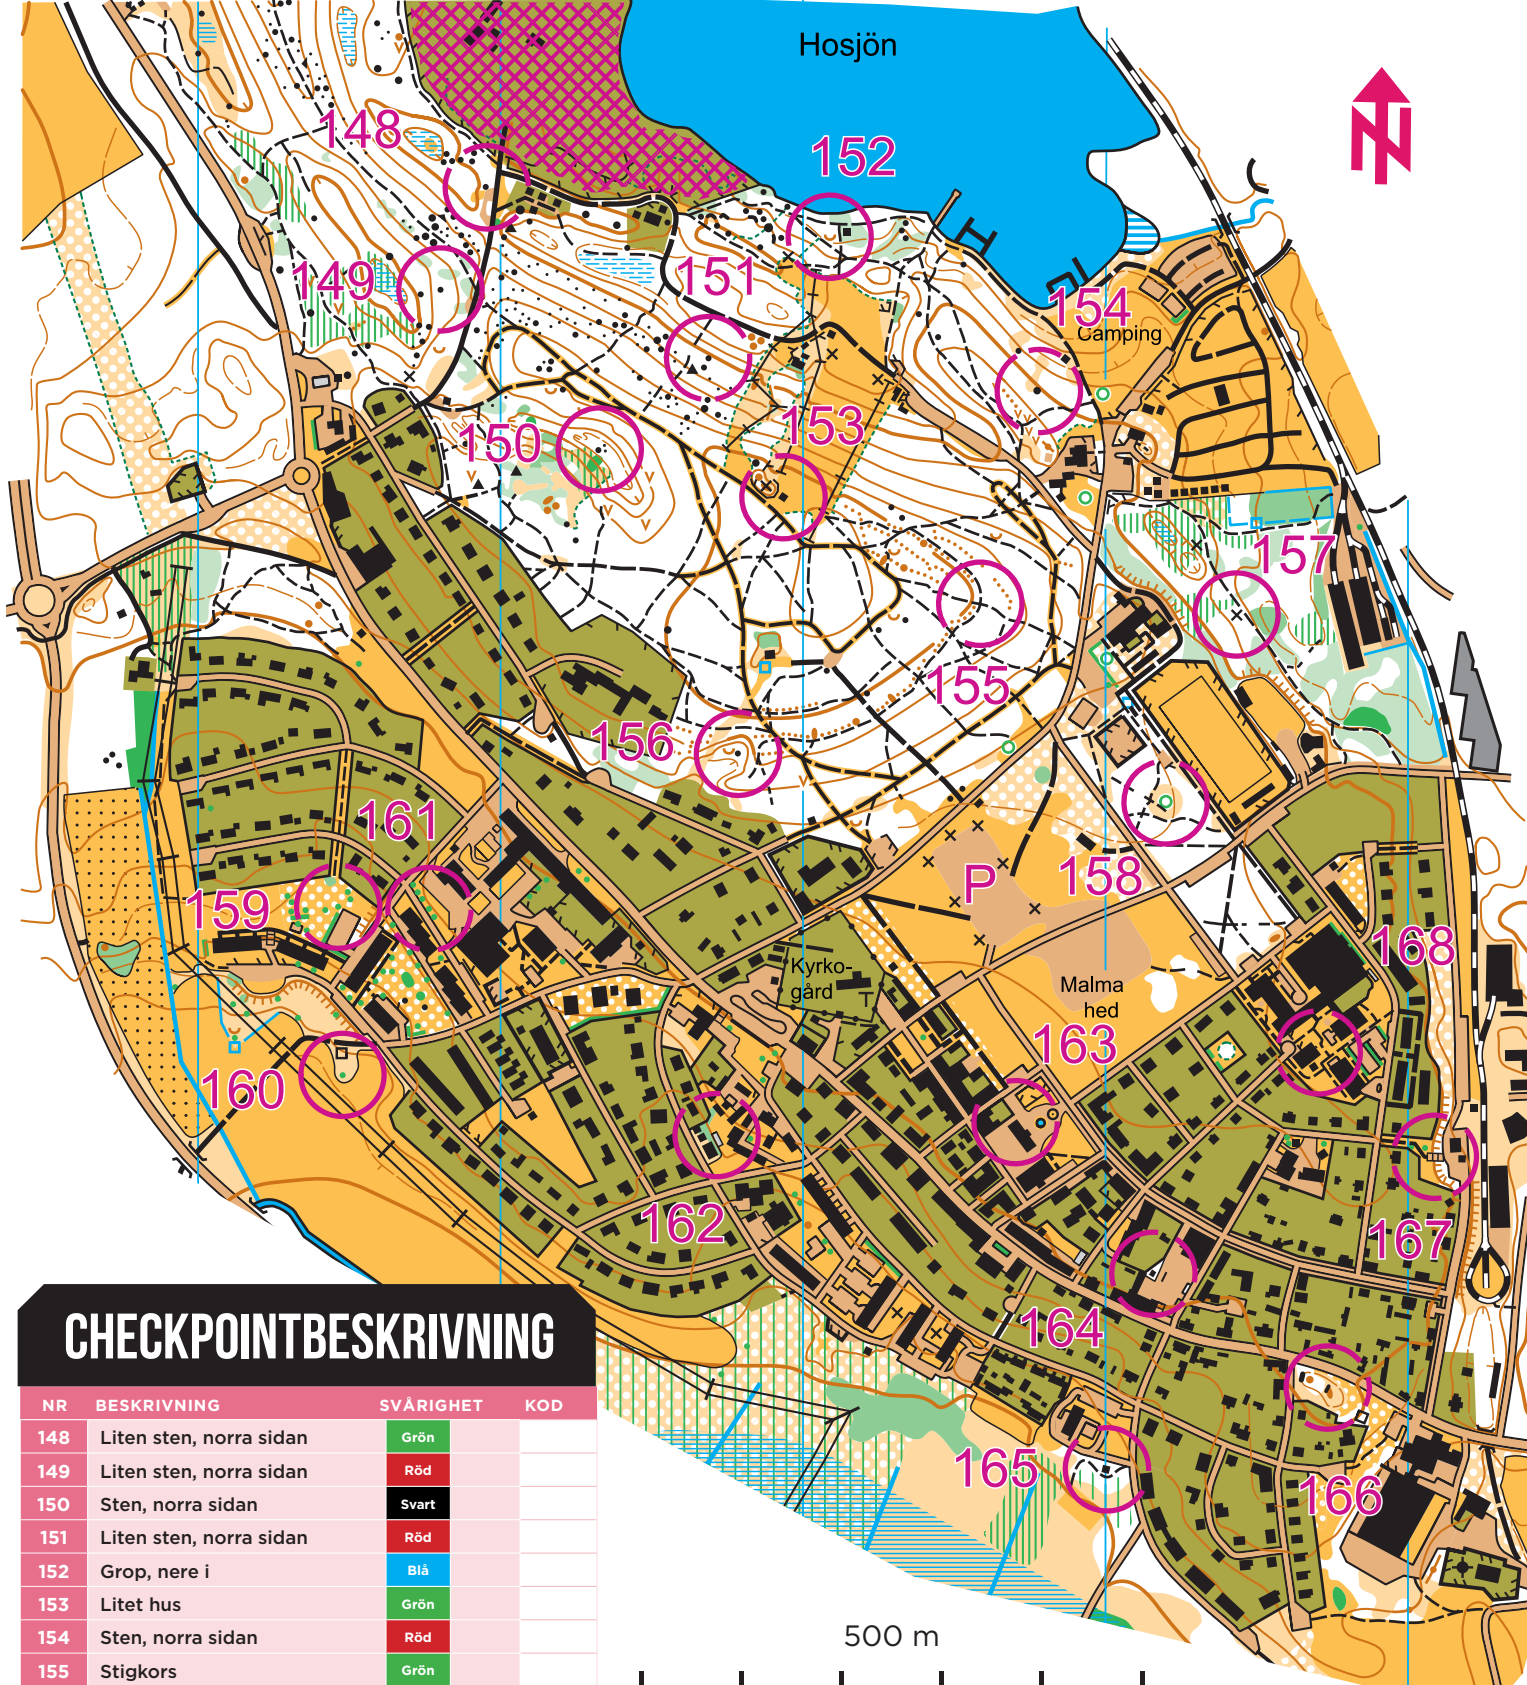 Hosjön
148
152
149
151
154
Camping
150
153
157
155
156
161
159
P
158
168
Kyrko-
gård
Malma
hed
163
160
162
167
164
165
166
CHECKPOINTBESKRIVNING
NR BESKRIVNING SVÅRIGHET KOD
148 Liten sten, norra sidan Grön
149 Liten sten, norra sidan Röd
150 Sten, norra sidan Svart
151 Liten sten, norra sidan Röd
152 Grop, nere i Blå
153 Litet hus Grön
154 Sten, norra sidan Röd
155 Stigkors Grön
500 m